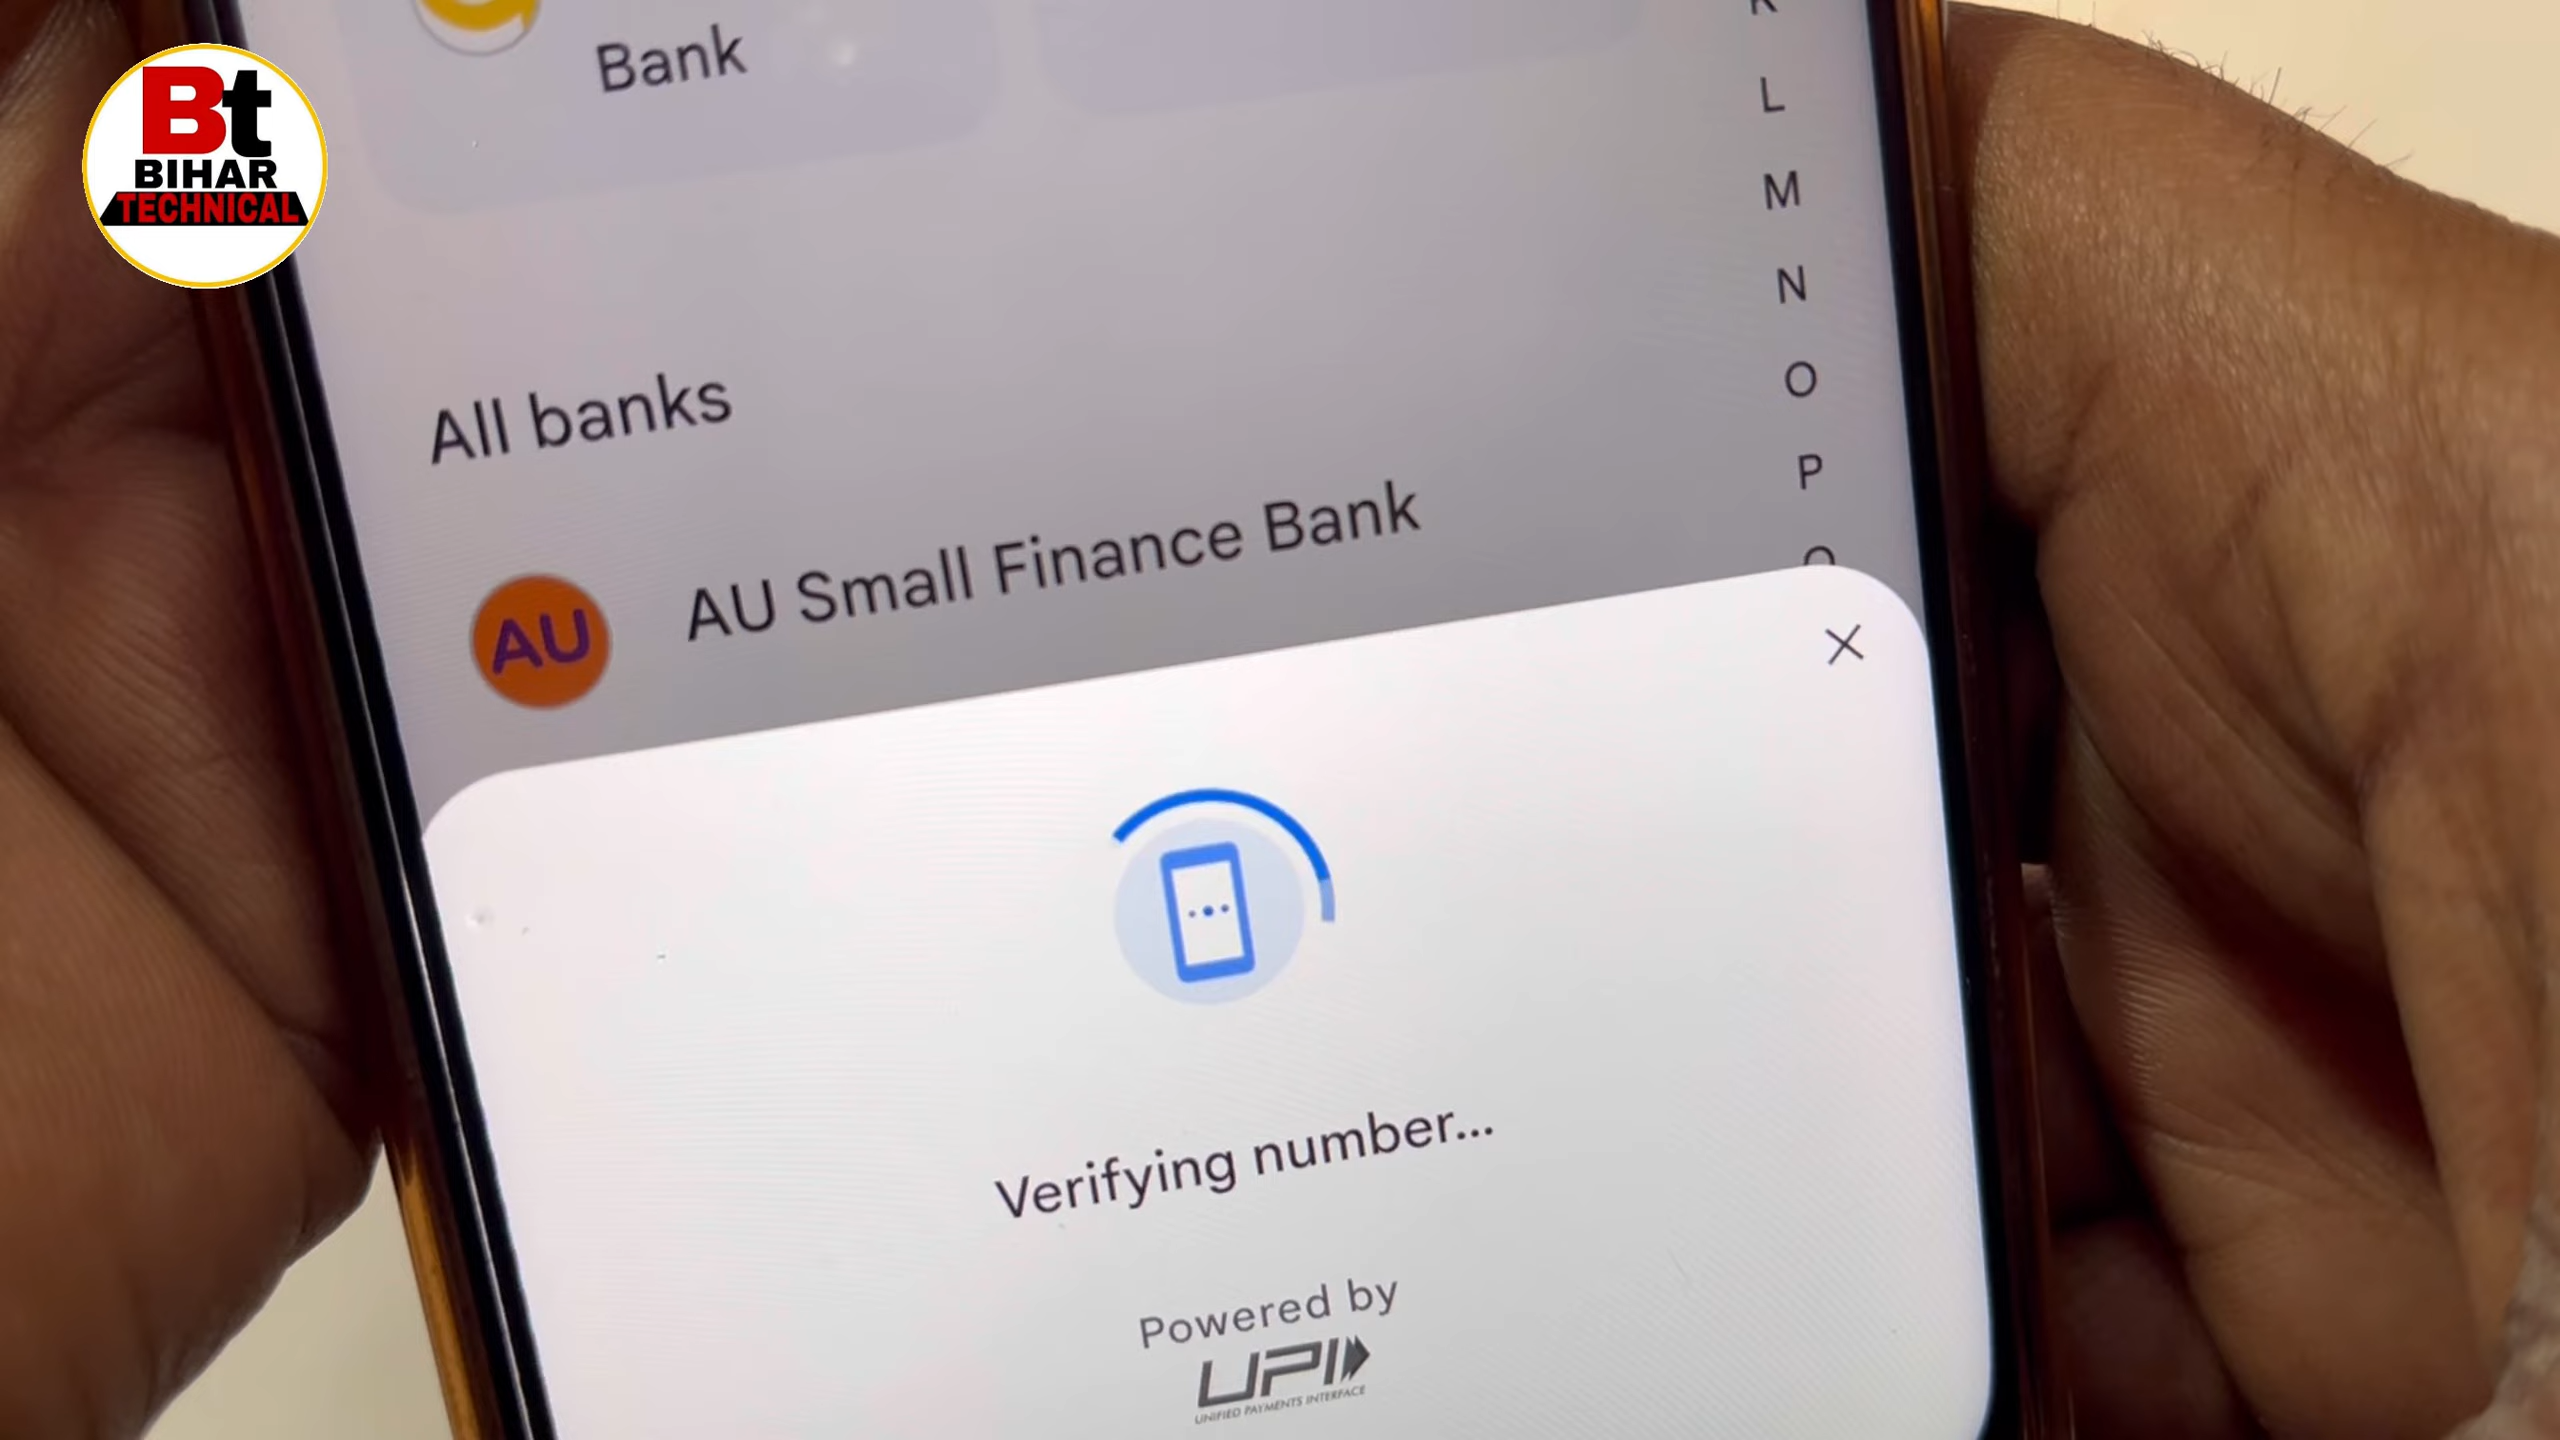 Bt
BIHAR
TECHNICAL
Bank
K
L
M
N
O
P
Q
All banks
AU
AU Small Finance Bank
Verifying number...
Powered by
UPI
UNIFIED PAYMENTS INTERFACE